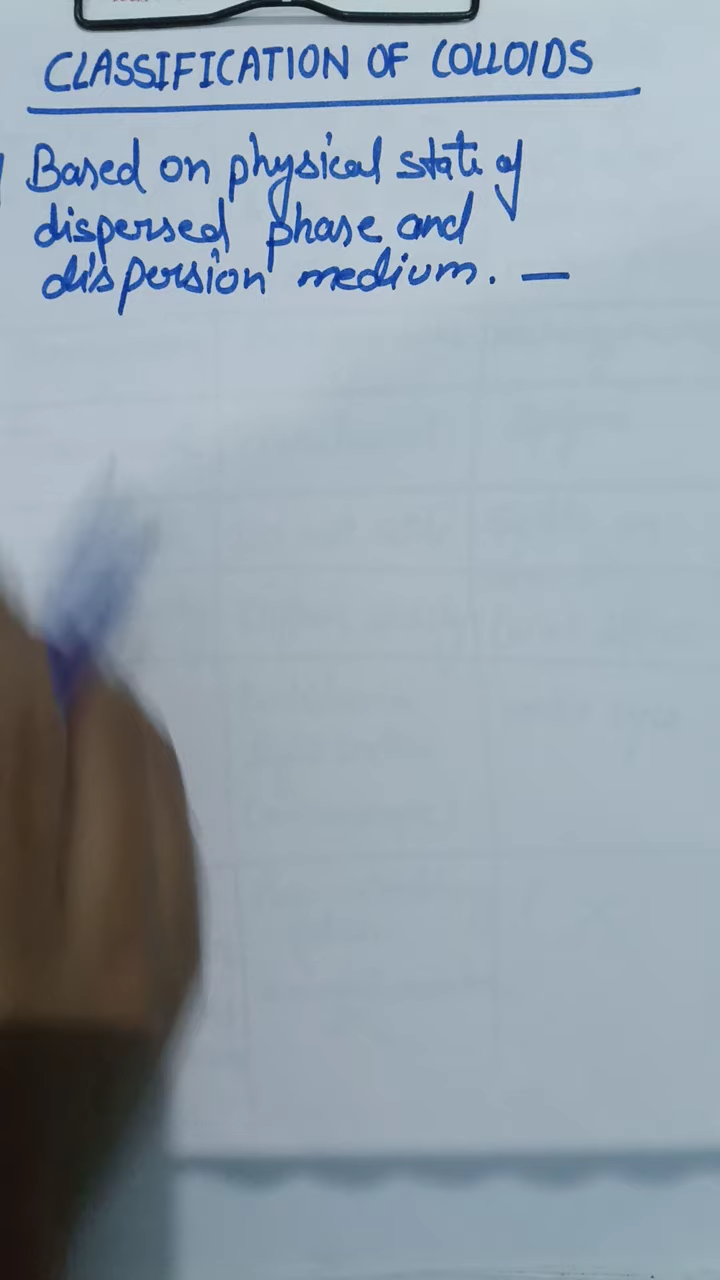 CLASSIFICATION OF COLLOIDS
Based on physical state of
dispersed phase and
dispersion medium. —